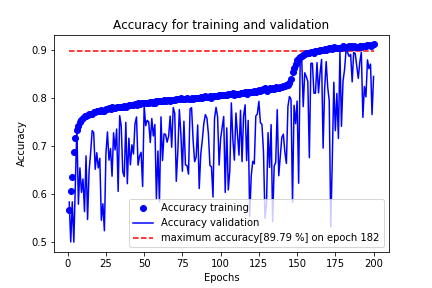 Accuracy for training and validation
0.9
0.8
0.7
0.6
0.5
Accuracy
Accuracy training
Accuracy validation
maximum accuracy[89.79 %] on epoch 182
0 25 50 75 100 125 150 175 200
Epochs